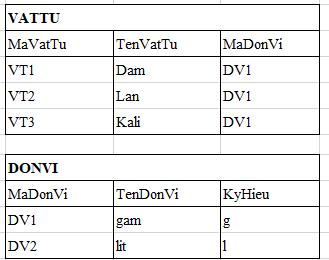 VATTU
MaVatTu TenVatTu MaDonVi
VT1 Dam DV1
VT2 Lan DV1
VT3 Kali DV1
DONVI
MaDonVi TenDonVi KyHieu
DV1 gam g
DV2 lit l